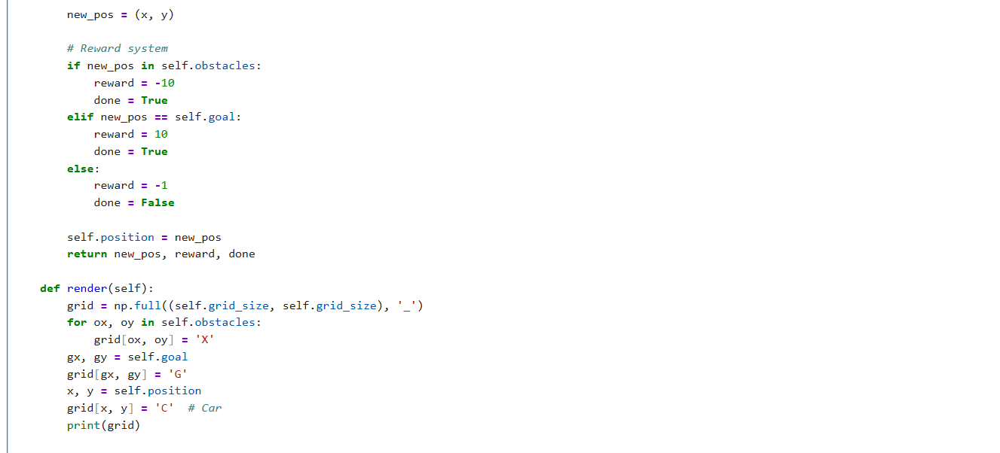 new_pos = (x, y)
# Reward system
if new_pos in self.obstacles:
reward = -10
done = True
elif new_pos == self.goal:
reward = 10
done = True
else:
reward = -1
done = False
self.position = new_pos
return new_pos, reward, done
def render(self):
grid = np.full((self.grid_size, self.grid_size), '_')
for ox, oy in self.obstacles:
grid[ox, oy] = 'X'
gx, gy = self.goal
grid[gx, gy] = 'G'
x, y = self.position
grid[x, y] = 'C'  # Car
print(grid)